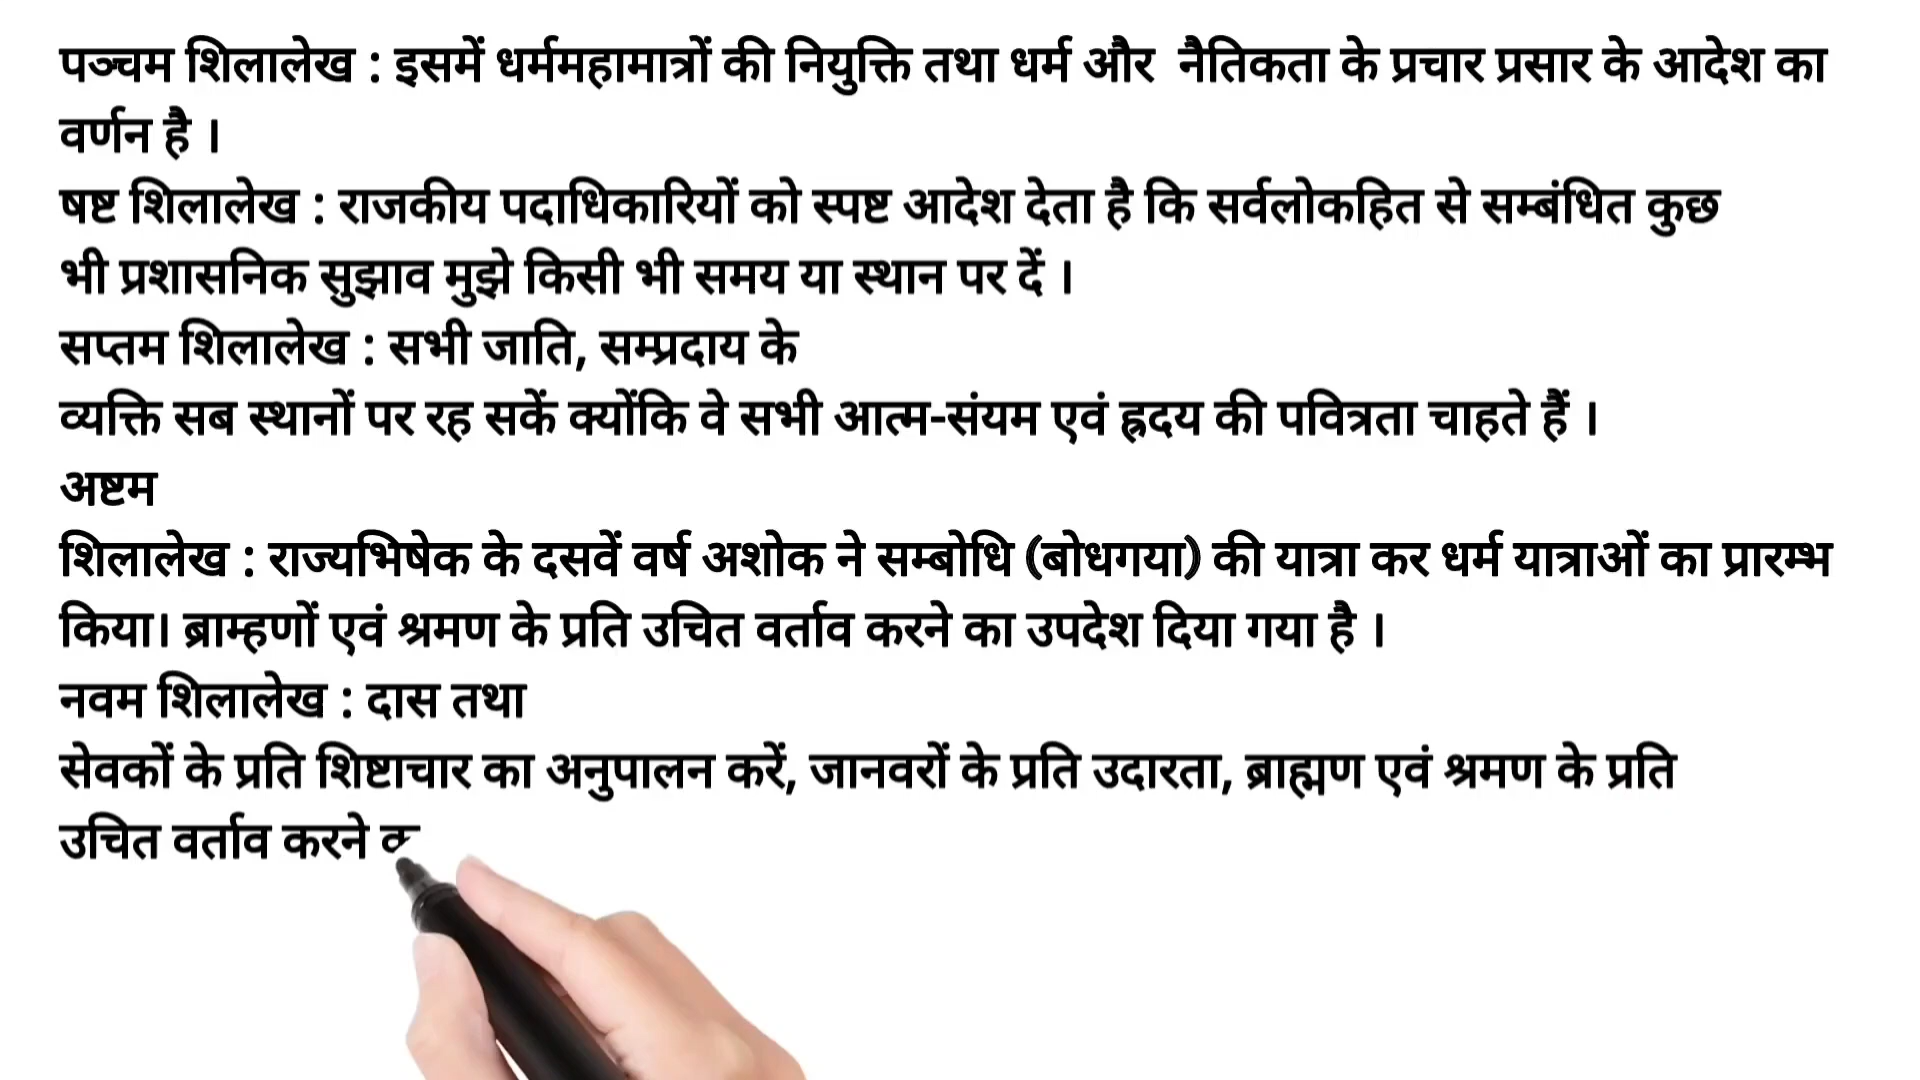 पञ्चम शिलालेख : इसमें धर्ममहामात्रों की नियुक्ति तथा धर्म और नैतिकता के प्रचार प्रसार के आदेश का
वर्णन है ।
षष्ट शिलालेख : राजकीय पदाधिकारियों को स्पष्ट आदेश देता है कि सर्वलोकहित से सम्बंधित कुछ
भी प्रशासनिक सुझाव मुझे किसी भी समय या स्थान पर दें ।
सप्तम शिलालेख : सभी जाति, सम्प्रदाय के
व्यक्ति सब स्थानों पर रह सकें क्योंकि वे सभी आत्म-संयम एवं ह्रदय की पवित्रता चाहते हैं ।
अष्टम
शिलालेख : राज्यभिषेक के दसवें वर्ष अशोक ने सम्बोधि (बोधगया) की यात्रा कर धर्म यात्राओं का प्रारम्भ
किया। ब्राम्हणों एवं श्रमण के प्रति उचित वर्ताव करने का उपदेश दिया गया है ।
नवम शिलालेख : दास तथा
सेवकों के प्रति शिष्टाचार का अनुपालन करें, जानवरों के प्रति उदारता, ब्राह्मण एवं श्रमण के प्रति
उचित वर्ताव करने